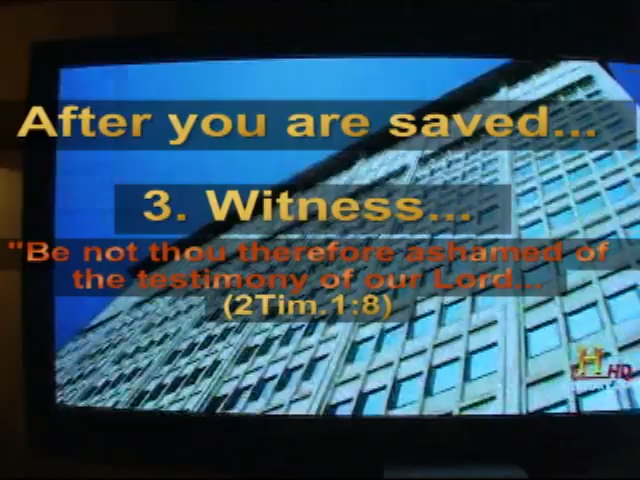 After you are saved...
3. Witness...
"Be not thou therefore ashamed of
the testimony of our Lord...
(2Tim.1:8)
H HD